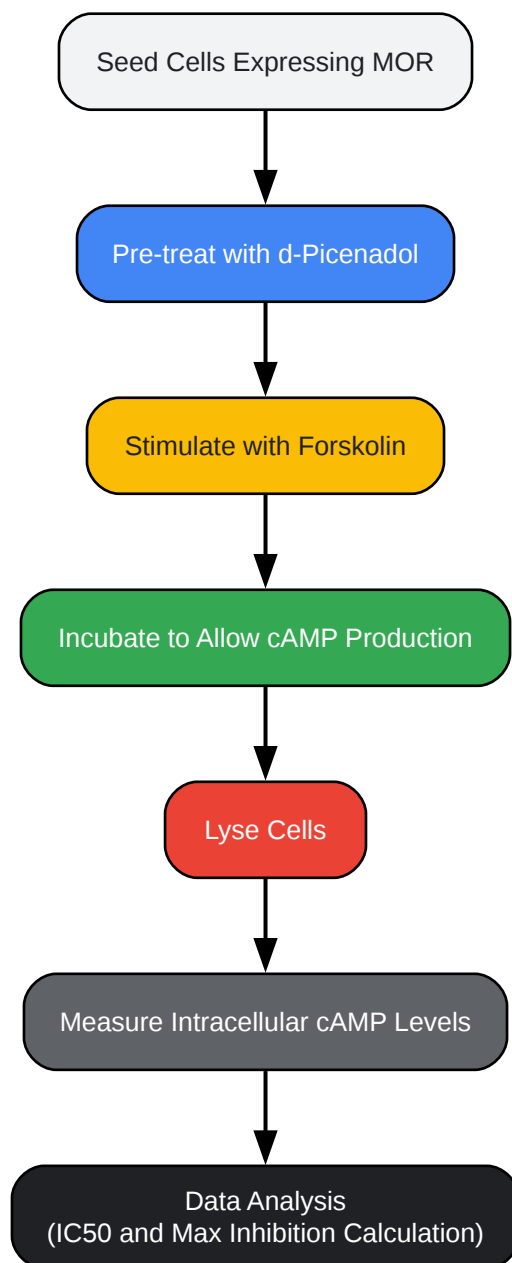 Seed Cells Expressing MOR
Pre-treat with d-Picenadol
Stimulate with Forskolin
Incubate to Allow cAMP Production
Lyse Cells
Measure Intracellular cAMP Levels
Data Analysis
(IC50 and Max Inhibition Calculation)